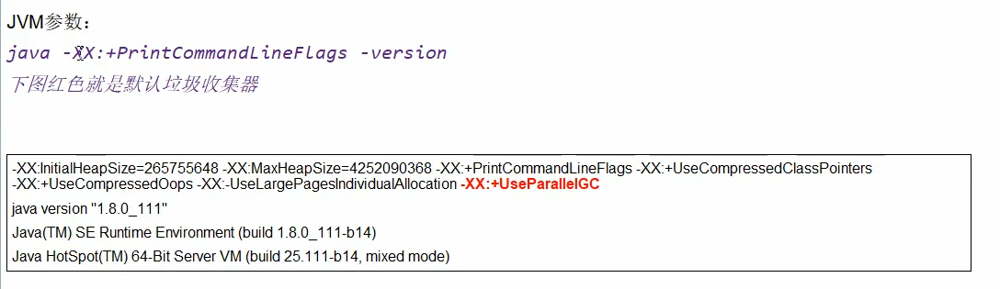 JVM参数：
java -XX:+PrintCommandLineFlags -version
下图红色就是默认垃圾收集器
-XX:InitialHeapSize=265755648 -XX:MaxHeapSize=4252090368 -XX:+PrintCommandLineFlags -XX:+UseCompressedClassPointers
-XX:+UseCompressedOops -XX:-UseLargePagesIndividualAllocation -XX:+UseParallelGC
java version "1.8.0_111"
Java(TM) SE Runtime Environment (build 1.8.0_111-b14)
Java HotSpot(TM) 64-Bit Server VM (build 25.111-b14, mixed mode)